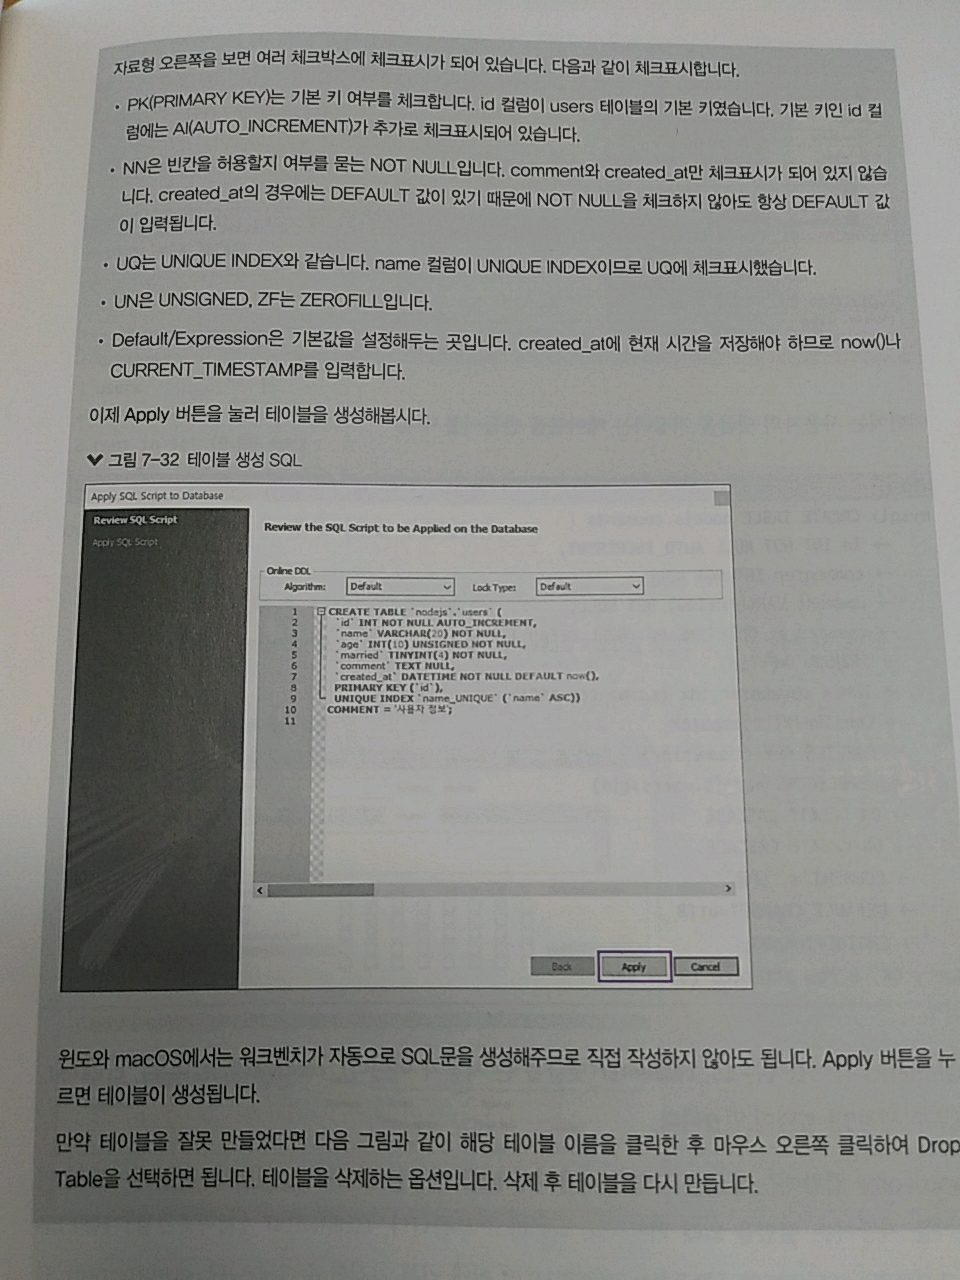 자료형 오른쪽을 보면 여러 체크박스에 체크표시가 되어 있습니다. 다음과 같이 체크표시합니다.
• PK(PRIMARY KEY)는 기본 키 여부를 체크합니다. id 컬럼이 users 테이블의 기본 키였습니다. 기본 키인 id 컬
럼에는 AI(AUTO_INCREMENT)가 추가로 체크표시되어 있습니다.
• NN은 빈칸을 허용할지 여부를 묻는 NOT NULL입니다. comment와 created_at만 체크표시가 되어 있지 않습
니다. created_at의 경우에는 DEFAULT 값이 있기 때문에 NOT NULL을 체크하지 않아도 항상 DEFAULT 값
이 입력됩니다.
• UQ는 UNIQUE INDEX와 같습니다. name 컬럼이 UNIQUE INDEX이므로 UQ에 체크표시했습니다.
• UN은 UNSIGNED, ZF는 ZEROFILL입니다.
• Default/Expression은 기본값을 설정해두는 곳입니다. created_at에 현재 시간을 저장해야 하므로 now()나
CURRENT_TIMESTAMP를 입력합니다.
이제 Apply 버튼을 눌러 테이블을 생성해봅시다.
그림 7-32 테이블 생성 SQL
Apply SQL Script to Database
Review SQL Script
Apply SQL Script
Review the SQL Script to be Applied on the Database
Online DDL
Algorithm: Default Lock Type: Default
1 CREATE TABLE `nodejs`.`users` (
2 `id` INT NOT NULL AUTO_INCREMENT,
3 `name` VARCHAR(20) NOT NULL,
4 `age` INT(10) UNSIGNED NOT NULL,
5 `married` TINYINT(4) NOT NULL,
6 `comment` TEXT NULL,
7 `created_at` DATETIME NOT NULL DEFAULT now(),
8 PRIMARY KEY (`id`),
9 UNIQUE INDEX `name_UNIQUE` (`name` ASC))
10 COMMENT = '사용자 정보';
11
Back Apply Cancel
윈도와 macOS에서는 워크벤치가 자동으로 SQL문을 생성해주므로 직접 작성하지 않아도 됩니다. Apply 버튼을 누
르면 테이블이 생성됩니다.
만약 테이블을 잘못 만들었다면 다음 그림과 같이 해당 테이블 이름을 클릭한 후 마우스 오른쪽 클릭하여 Drop
Table을 선택하면 됩니다. 테이블을 삭제하는 옵션입니다. 삭제 후 테이블을 다시 만듭니다.